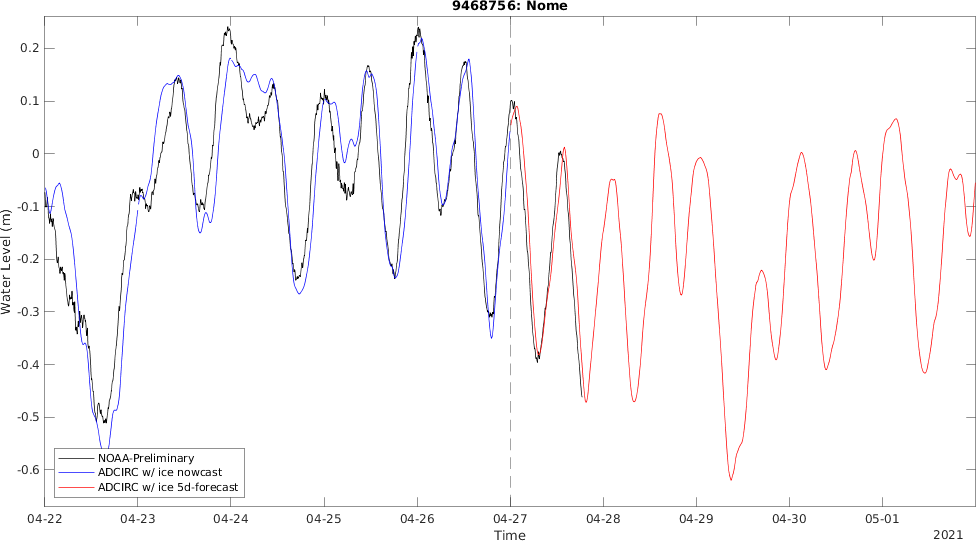 9468756: Nome
0.2
0.1
0
-0.1
-0.2
-0.3
-0.4
-0.5
-0.6
Water Level (m)
NOAA-Preliminary
ADCIRC w/ ice nowcast
ADCIRC w/ ice 5d-forecast
04-22 04-23 04-24 04-25 04-26 04-27 04-28 04-29 04-30 05-01
Time
2021